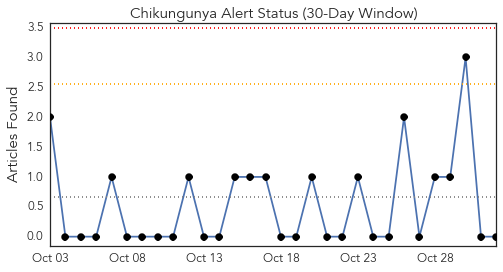 Chikungunya Alert Status (30-Day Window)
Articles Found
3.5
3.0
2.5
2.0
1.5
1.0
0.5
0.0
Oct 03 Oct 08 Oct 13 Oct 18 Oct 23 Oct 28